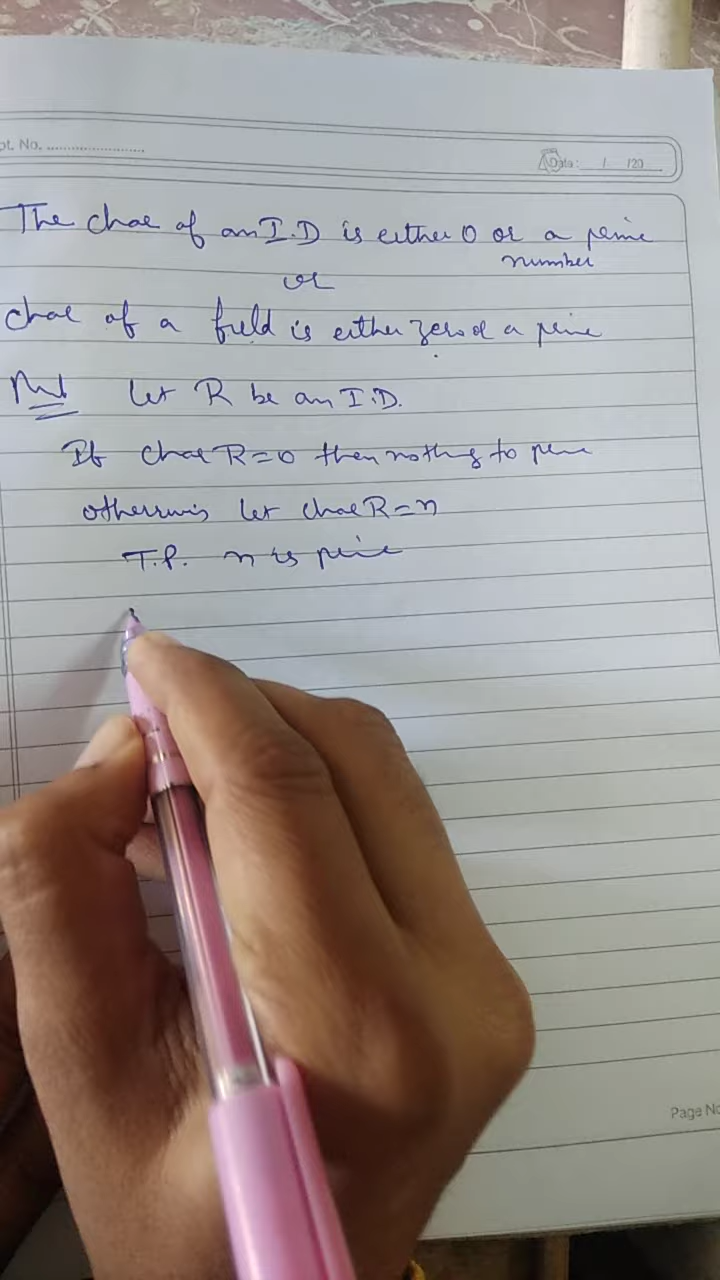 pt. No. ........................
Date: / /20
The char of an I.D is either 0 or a prime
number
or
char of a field is either zero or a prime
Let R be an I.D.
If char R=0 then nothing to prove
otherwise let char R=n
T.P. n is prime
Page No